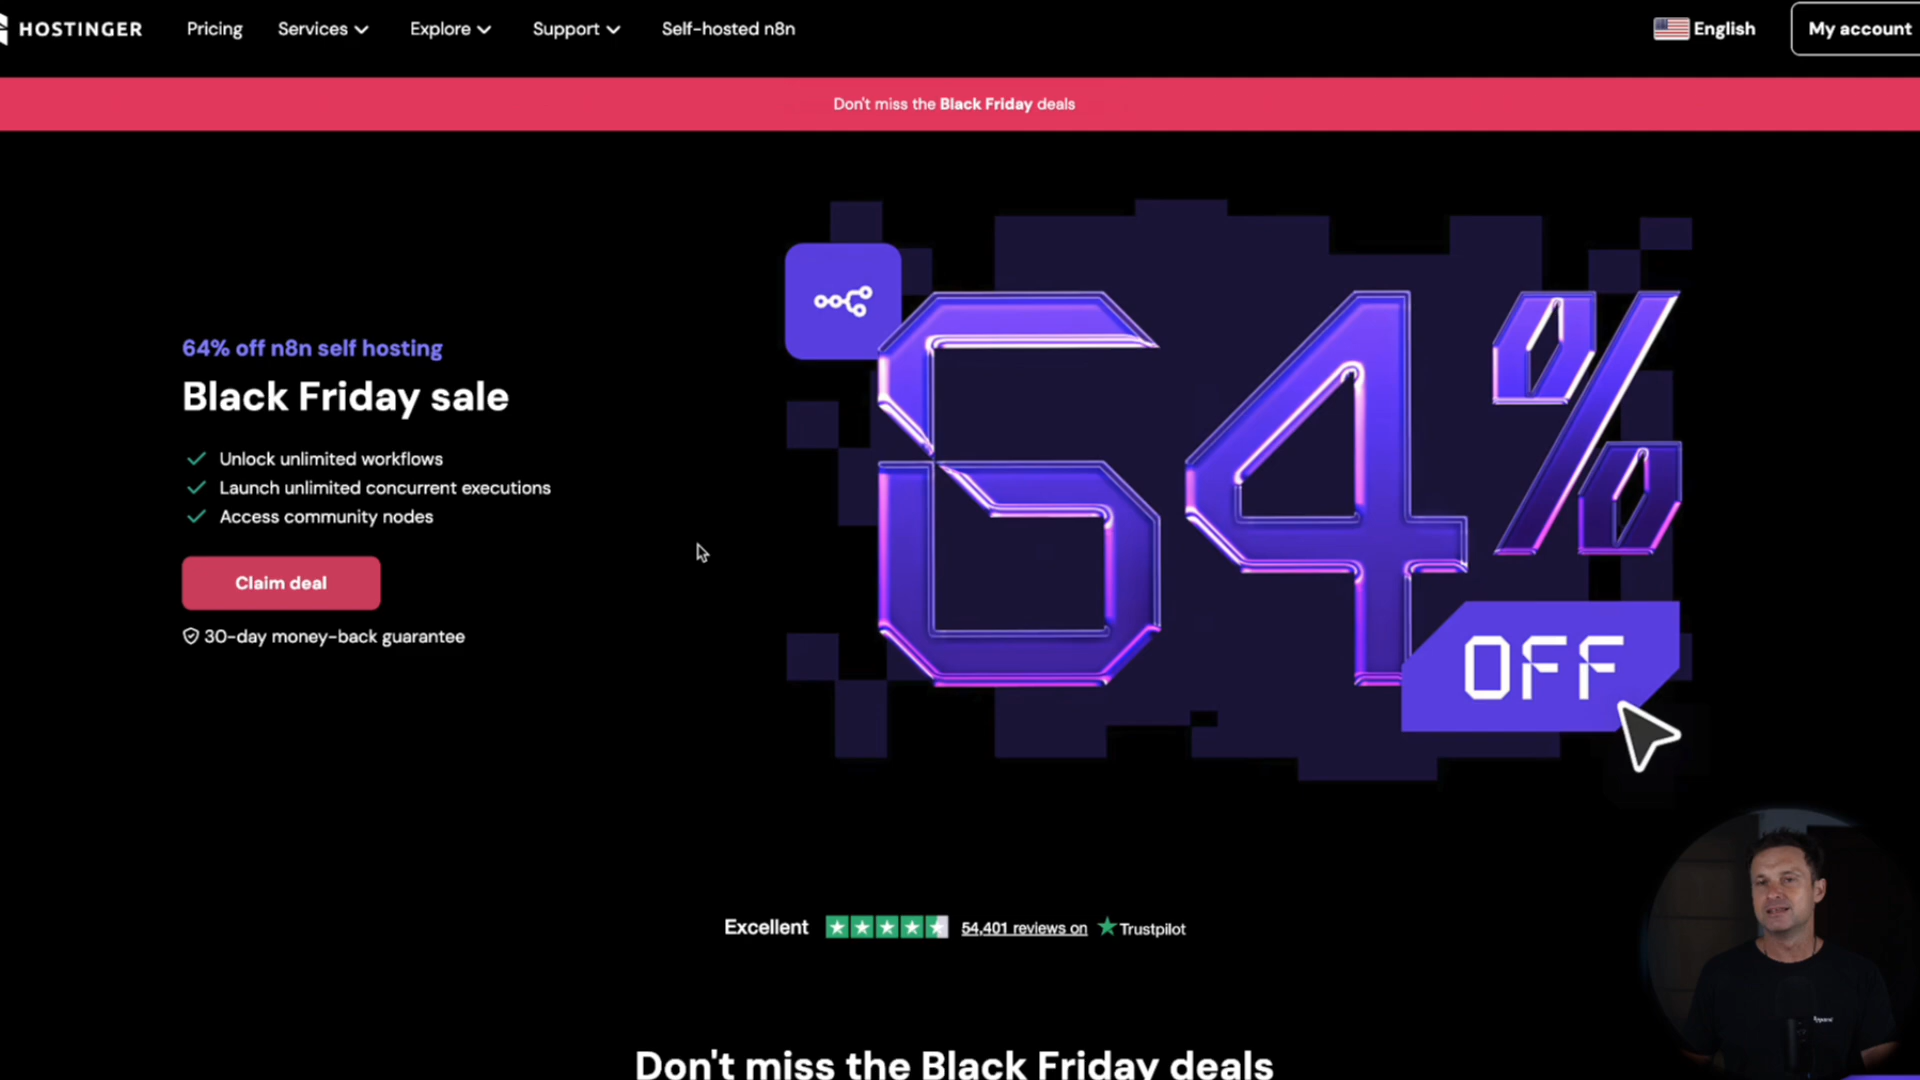 HOSTINGER
Pricing
Services
Explore
Support
Self-hosted n8n
English
My account
Don't miss the Black Friday deals
64% off n8n self hosting
Black Friday sale
Unlock unlimited workflows
Launch unlimited concurrent executions
Access community nodes
Claim deal
30-day money-back guarantee
64%
OFF
Excellent
54,401 reviews on
Trustpilot
Don't miss the Black Friday deals